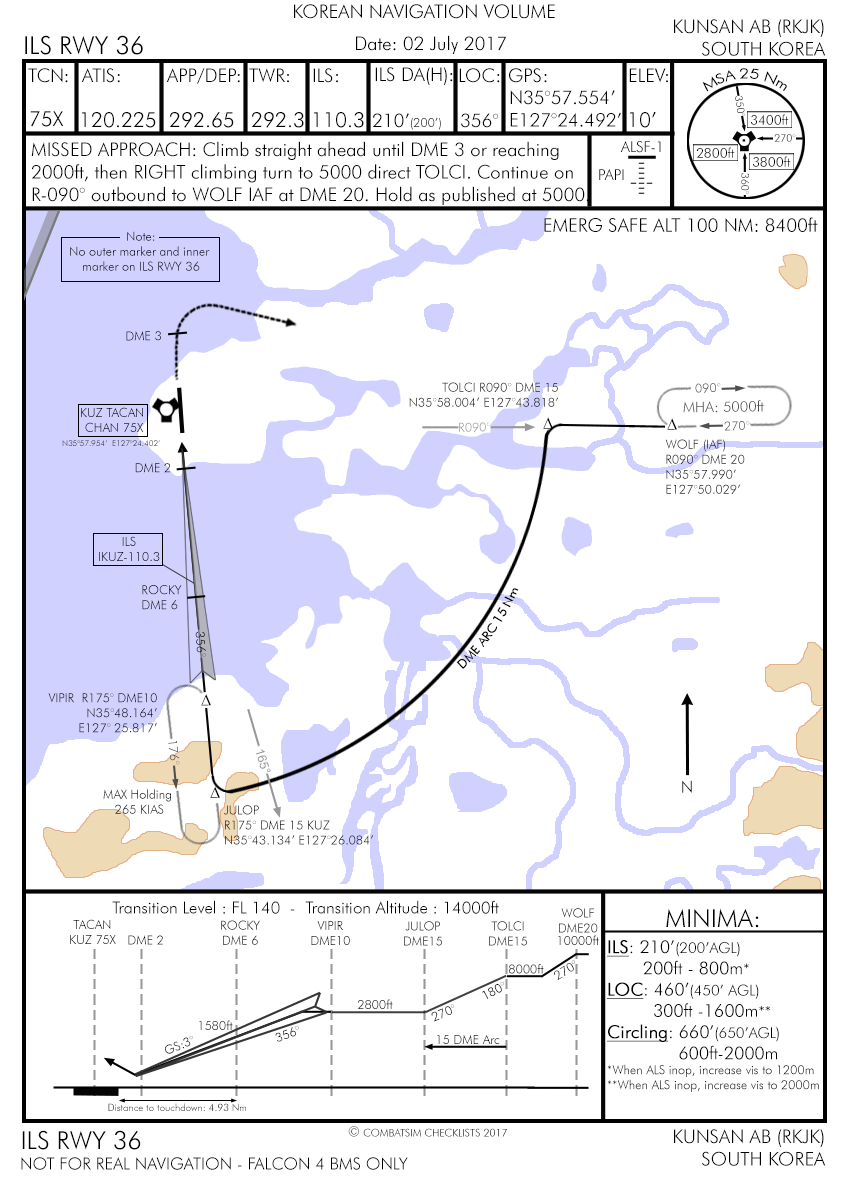 KOREAN NAVIGATION VOLUME
ILS RWY 36
Date: 02 July 2017
KUNSAN AB (RKJK)
SOUTH KOREA
TCN:
75X
ATIS:
120.225
APP/DEP:
292.65
TWR:
292.3
ILS:
110.3
ILS DA(H):
210'(200')
LOC:
356°
GPS:
N35°57.554'
E127°24.492'
ELEV:
10'
MSA 25 Nm
350°
3400ft
270°
2800ft
3800ft
360°
MISSED APPROACH: Climb straight ahead until DME 3 or reaching
2000ft, then RIGHT climbing turn to 5000 direct TOLCI. Continue on
R-090° outbound to WOLF IAF at DME 20. Hold as published at 5000.
ALSF-1
PAPI
EMERG SAFE ALT 100 NM: 8400ft
Note:
No outer marker and inner
marker on ILS RWY 36
DME 3
KUZ TACAN
CHAN 75X
N35°57.954' E127°24.402'
DME 2
TOLCI R090° DME 15
N35°58.004' E127°43.818'
R090°
090°
MHA: 5000ft
270°
WOLF (IAF)
R090° DME 20
N35°57.990'
E127°50.029'
ILS
IKUZ-110.3
ROCKY
DME 6
356°
DME ARC 15 Nm
VIPIR R175° DME10
N35°48.164'
E127° 25.817'
176°
165°
MAX Holding
265 KIAS
JULOP
R175° DME 15 KUZ
N35°43.134' E127°26.084'
N
Transition Level : FL 140 - Transition Altitude : 14000ft
TACAN
KUZ 75X
DME 2
ROCKY
DME 6
VIPIR
DME10
JULOP
DME15
TOLCI
DME15
WOLF
DME20
10000ft
8000ft
270°
180°
270°
2800ft
1580ft
GS:3°
356°
15 DME Arc
Distance to touchdown: 4.93 Nm
MINIMA:
ILS: 210'(200'AGL)
200ft - 800m*
LOC: 460'(450' AGL)
300ft -1600m**
Circling: 660'(650'AGL)
600ft-2000m
*When ALS inop, increase vis to 1200m
**When ALS inop, increase vis to 2000m
ILS RWY 36
NOT FOR REAL NAVIGATION - FALCON 4 BMS ONLY
© COMBATSIM CHECKLISTS 2017
KUNSAN AB (RKJK)
SOUTH KOREA